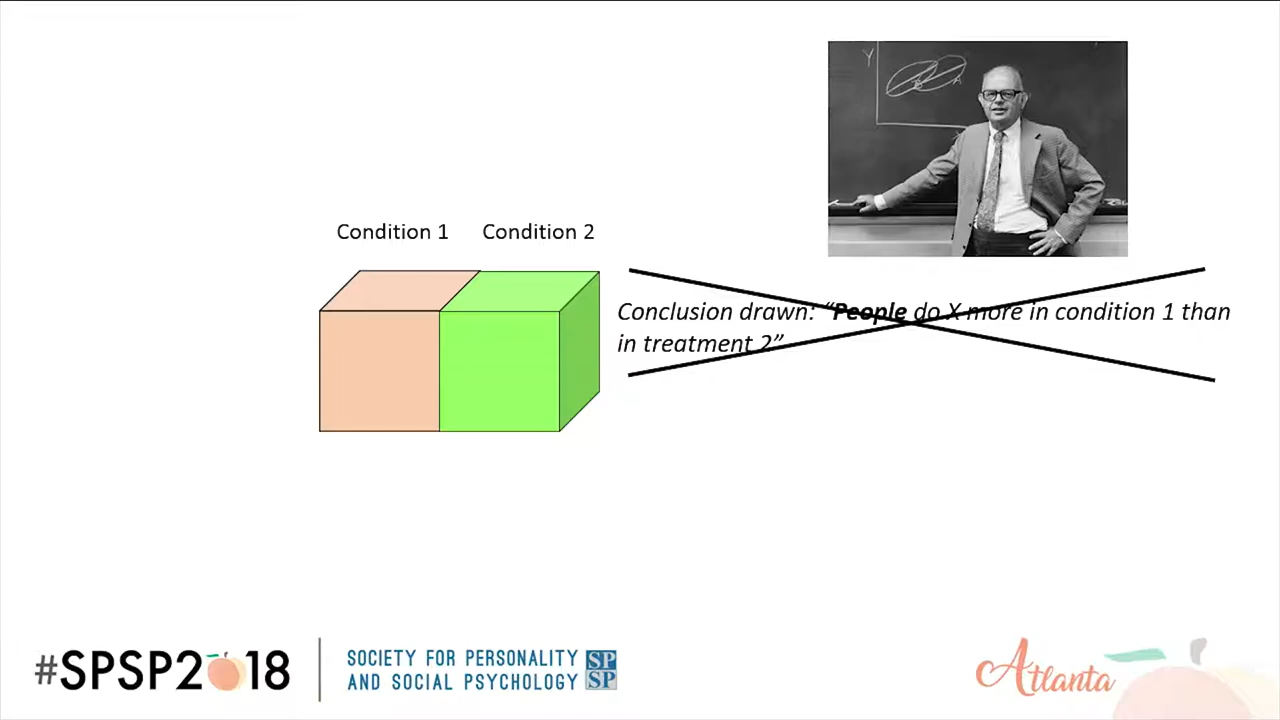 Y
Condition 1 Condition 2
Conclusion drawn: “People do X more in condition 1 than
in treatment 2”
#SPSP2018
SOCIETY FOR PERSONALITY
AND SOCIAL PSYCHOLOGY
SP
SP
Atlanta